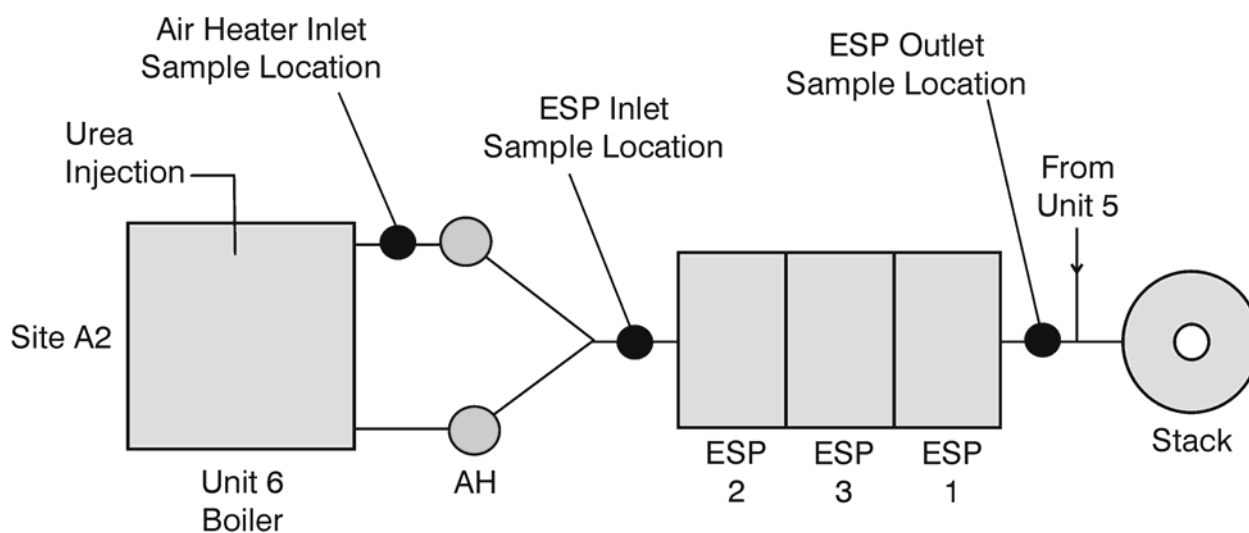 Air Heater Inlet
Sample Location
ESP Outlet
Sample Location
ESP Inlet
Sample Location
Urea
Injection
From
Unit 5
Site A2
Unit 6
Boiler
AH
ESP
2
ESP
3
ESP
1
Stack